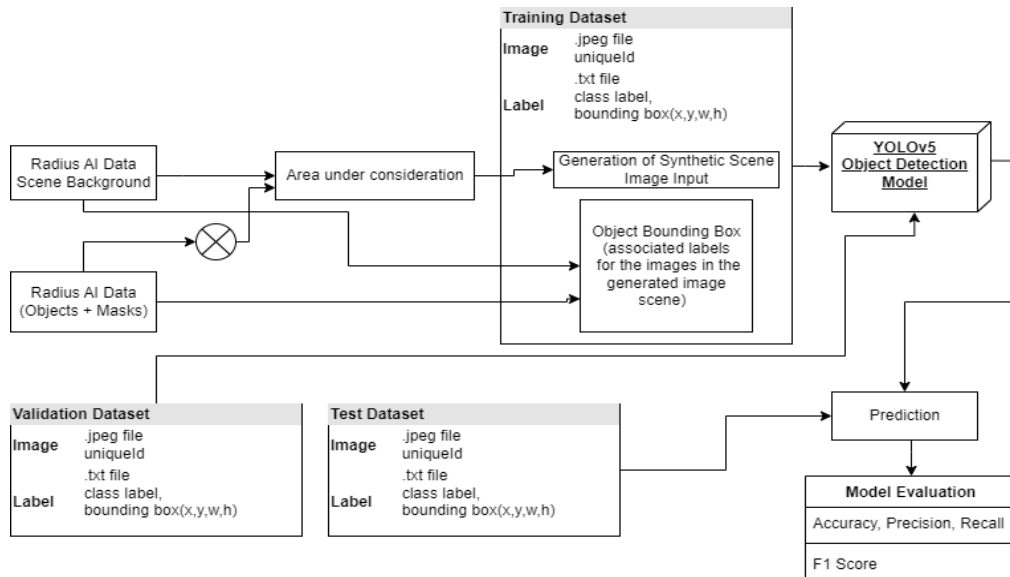 Training Dataset
Image
.jpeg file
uniqueId
Label
.txt file
class label,
bounding box(x,y,w,h)
Radius AI Data
Scene Background
Area under consideration
Generation of Synthetic Scene
Image Input
YOLOv5
Object Detection
Model
Object Bounding Box
(associated labels
for the images in the
generated image
scene)
Radius AI Data
(Objects + Masks)
Validation Dataset
Image
.jpeg file
uniqueId
Label
.txt file
class label,
bounding box(x,y,w,h)
Test Dataset
Image
.jpeg file
uniqueId
Label
.txt file
class label,
bounding box(x,y,w,h)
Prediction
Model Evaluation
Accuracy, Precision, Recall
F1 Score